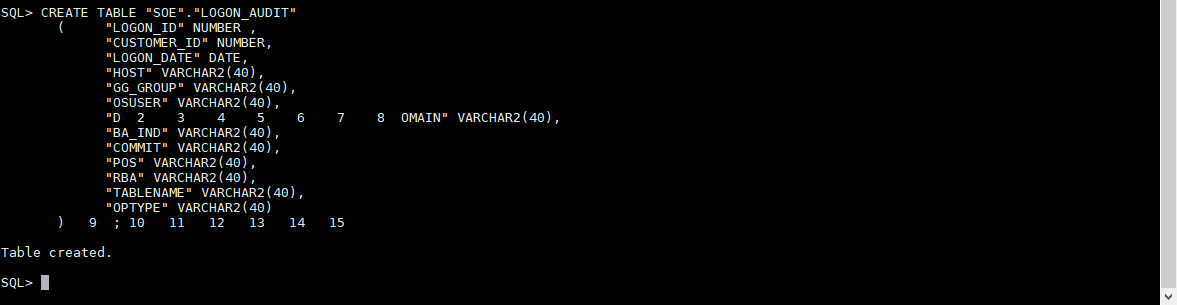 SQL> CREATE TABLE "SOE"."LOGON_AUDIT"
( "LOGON_ID" NUMBER ,
"CUSTOMER_ID" NUMBER,
"LOGON_DATE" DATE,
"HOST" VARCHAR2(40),
"GG_GROUP" VARCHAR2(40),
"OSUSER" VARCHAR2(40),
"D 2 3 4 5 6 7 8 OMAIN" VARCHAR2(40),
"BA_IND" VARCHAR2(40),
"COMMIT" VARCHAR2(40),
"POS" VARCHAR2(40),
"RBA" VARCHAR2(40),
"TABLENAME" VARCHAR2(40),
"OPTYPE" VARCHAR2(40)
) 9 ; 10 11 12 13 14 15
Table created.
SQL>